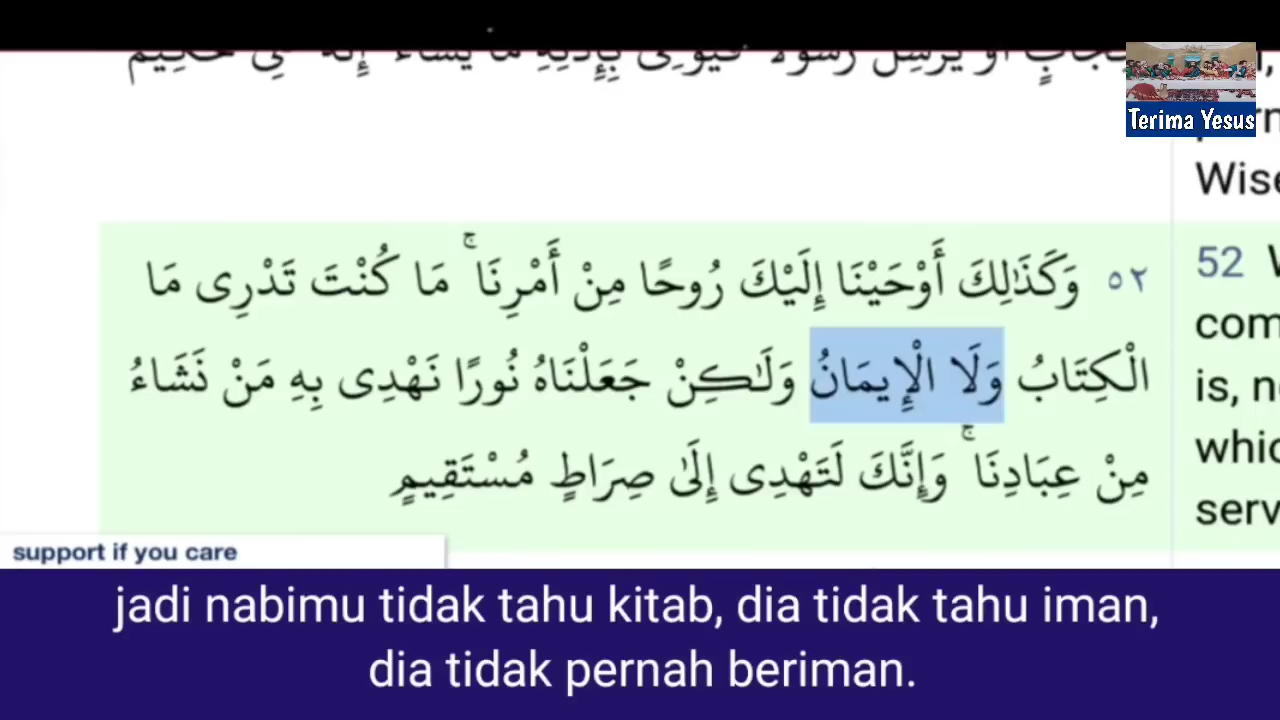 Terima Yesus
Wise
٥٢ وَكَذَٰلِكَ أَوْحَيْنَا إِلَيْكَ رُوحًا مِنْ أَمْرِنَا ۚ مَا كُنْتَ تَدْرِى مَا
الْكِتَابُ وَلَا الْإِيمَانُ وَلَٰكِنْ جَعَلْنَاهُ نُورًا نَهْدِى بِهِ مَنْ نَشَاءُ
مِنْ عِبَادِنَا ۚ وَإِنَّكَ لَتَهْدِى إِلَىٰ صِرَاطٍ مُسْتَقِيمٍ
52
com
is, n
whic
serv
support if you care
jadi nabimu tidak tahu kitab, dia tidak tahu iman,
dia tidak pernah beriman.